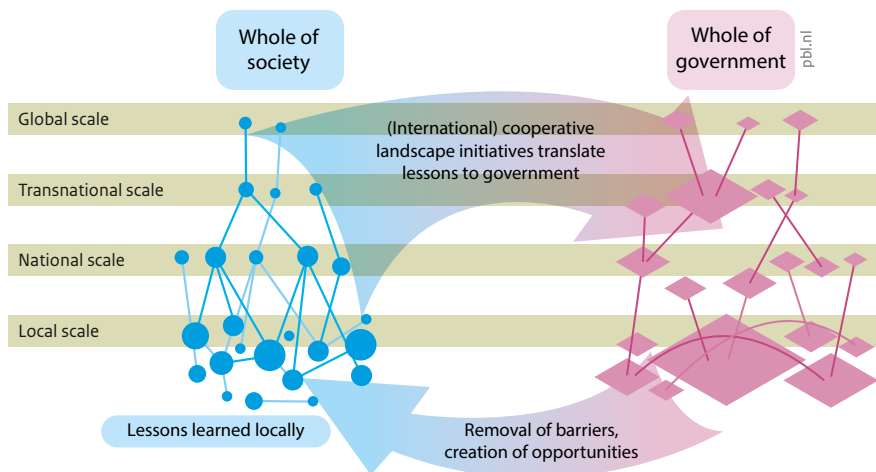 Whole of
society
Whole of
government
pbl.nl
Global scale
(International) cooperative
landscape initiatives translate
lessons to government
Transnational scale
National scale
Local scale
Lessons learned locally
Removal of barriers,
creation of opportunities